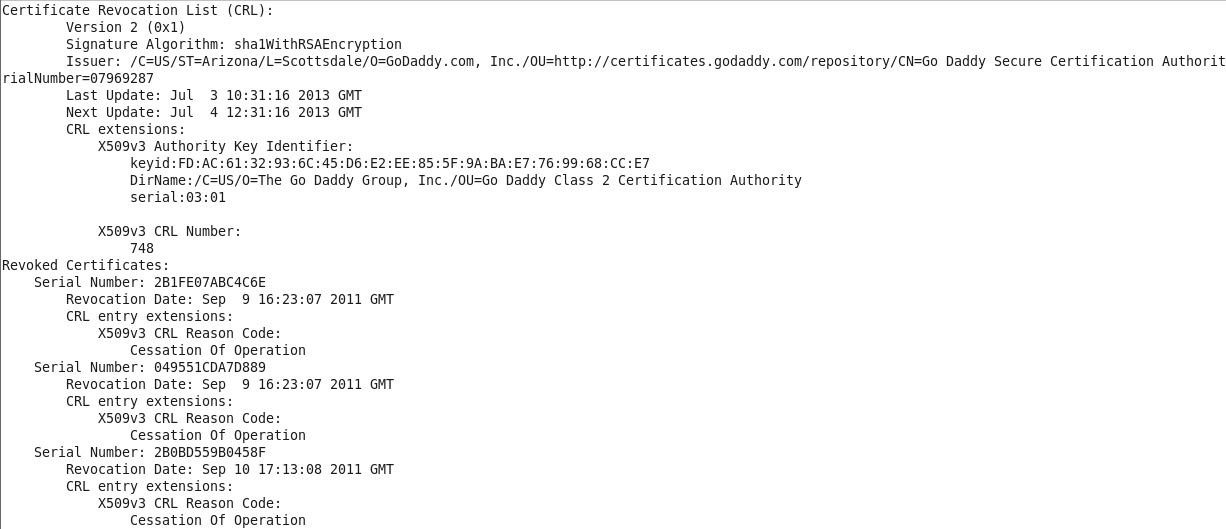 Certificate Revocation List (CRL):
        Version 2 (0x1)
        Signature Algorithm: sha1WithRSAEncryption
        Issuer: /C=US/ST=Arizona/L=Scottsdale/O=GoDaddy.com, Inc./OU=http://certificates.godaddy.com/repository/CN=Go Daddy Secure Certification Authorit
rialNumber=07969287
        Last Update: Jul  3 10:31:16 2013 GMT
        Next Update: Jul  4 12:31:16 2013 GMT
        CRL extensions:
            X509v3 Authority Key Identifier:
                keyid:FD:AC:61:32:93:6C:45:D6:E2:EE:85:5F:9A:BA:E7:76:99:68:CC:E7
                DirName:/C=US/O=The Go Daddy Group, Inc./OU=Go Daddy Class 2 Certification Authority
                serial:03:01
            X509v3 CRL Number:
                748
Revoked Certificates:
    Serial Number: 2B1FE07ABC4C6E
        Revocation Date: Sep  9 16:23:07 2011 GMT
        CRL entry extensions:
            X509v3 CRL Reason Code:
                Cessation Of Operation
    Serial Number: 049551CDA7D889
        Revocation Date: Sep  9 16:23:07 2011 GMT
        CRL entry extensions:
            X509v3 CRL Reason Code:
                Cessation Of Operation
    Serial Number: 2B0BD559B0458F
        Revocation Date: Sep 10 17:13:08 2011 GMT
        CRL entry extensions:
            X509v3 CRL Reason Code:
                Cessation Of Operation